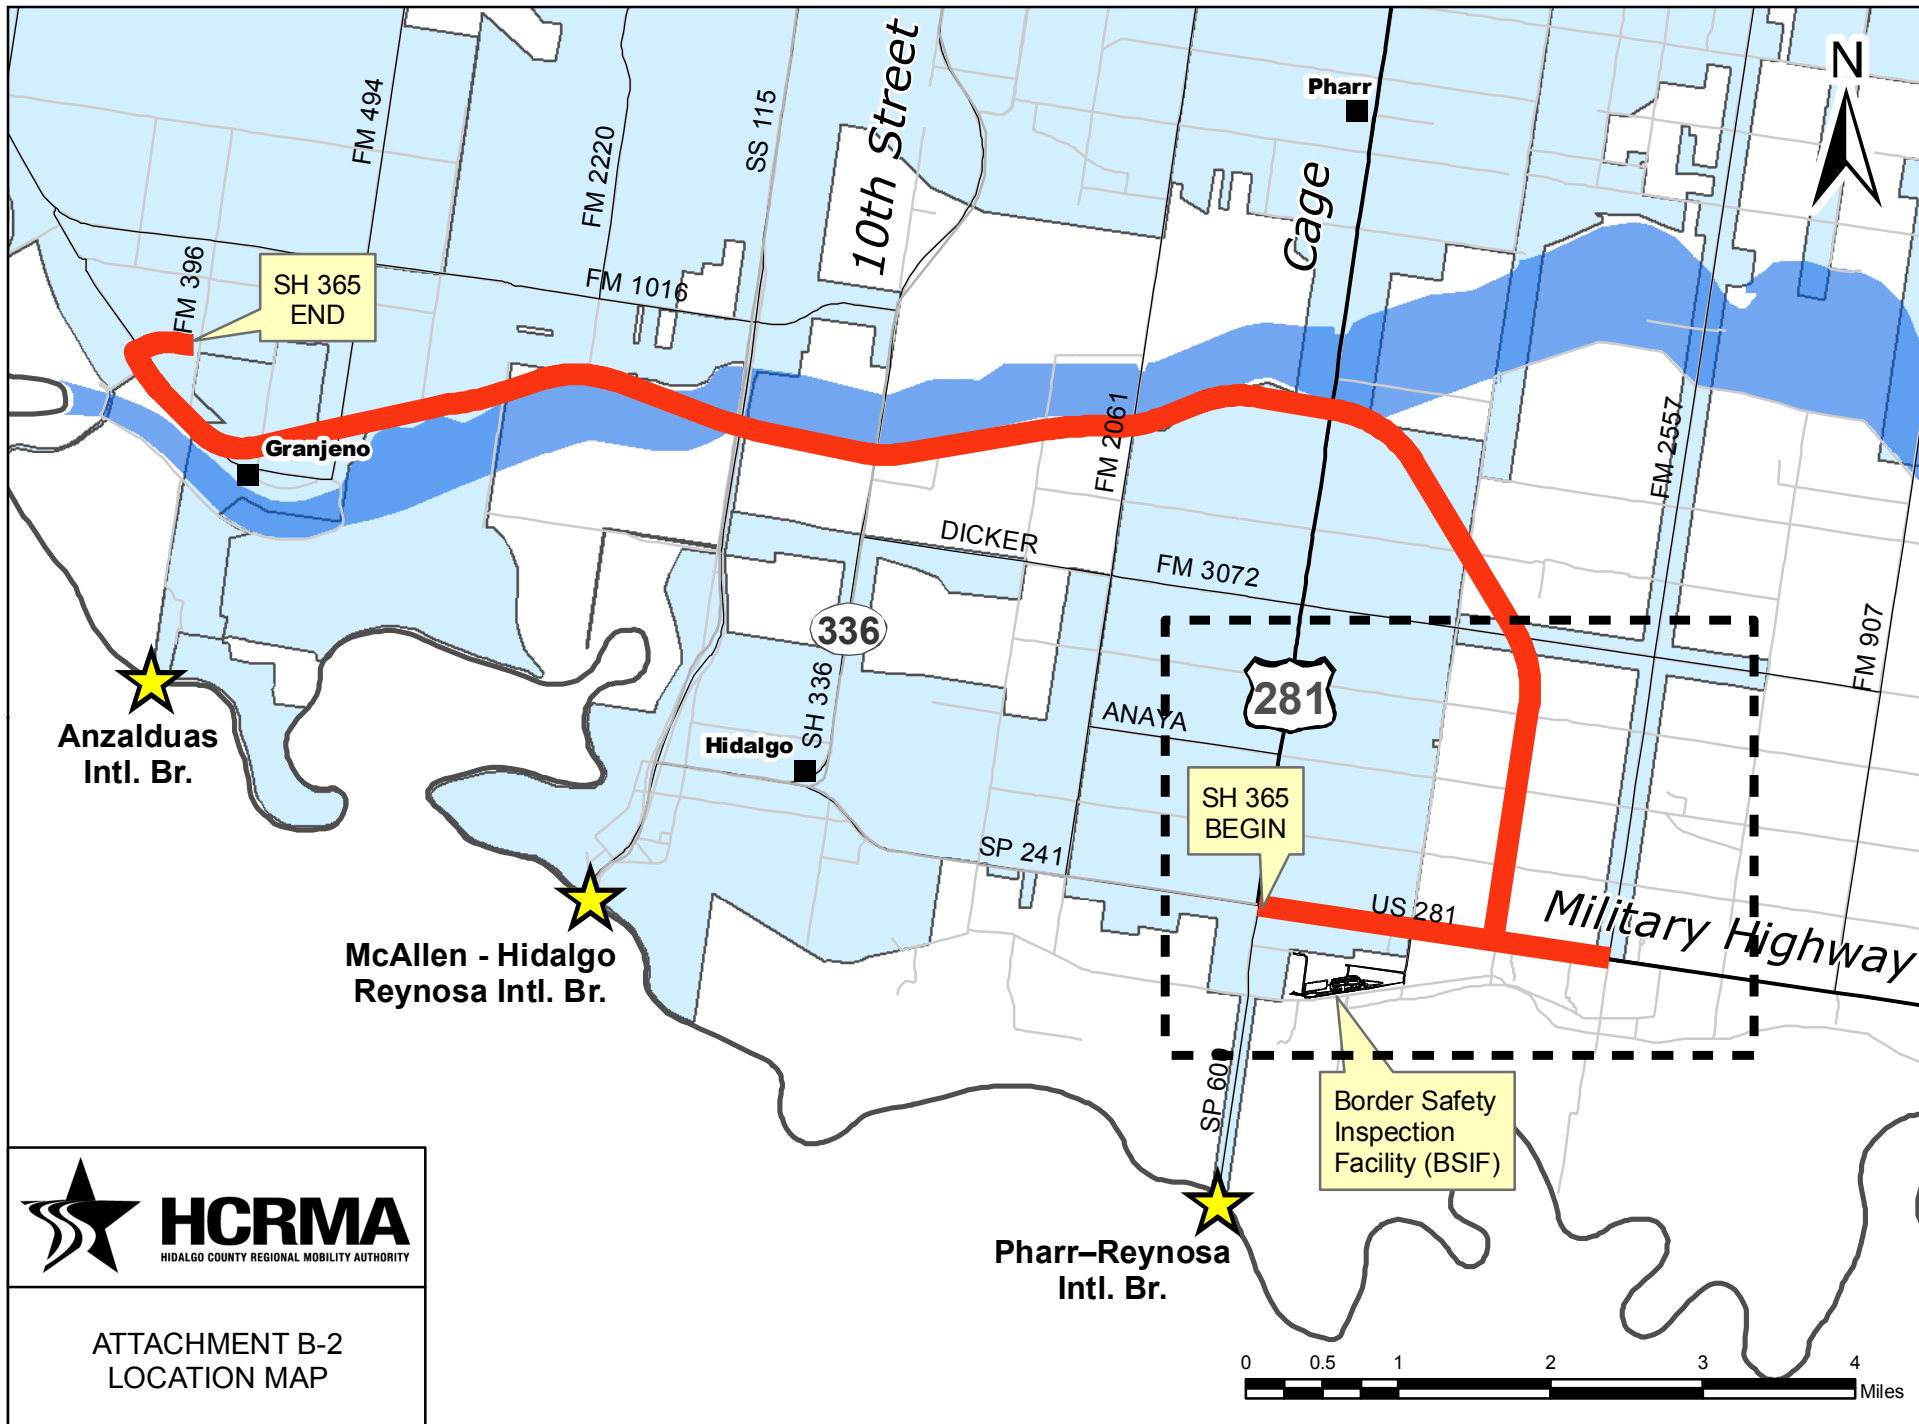 N
10th Street
Pharr
FM 494
SS 115
FM 2220
Cage
FM 396
SH 365
END
FM 1016
FM 2061
FM 2557
Granjeno
DICKER
FM 3072
336
FM 907
281
SH 336
ANAYA
Anzalduas
Intl. Br.
Hidalgo
SH 365
BEGIN
SP 241
US 281
Military Highway
McAllen - Hidalgo
Reynosa Intl. Br.
SP 600
Border Safety
Inspection
Facility (BSIF)
Pharr–Reynosa
Intl. Br.
HCRMA
HIDALGO COUNTY REGIONAL MOBILITY AUTHORITY
ATTACHMENT B-2
LOCATION MAP
0 0.5 1 2 3 4
Miles